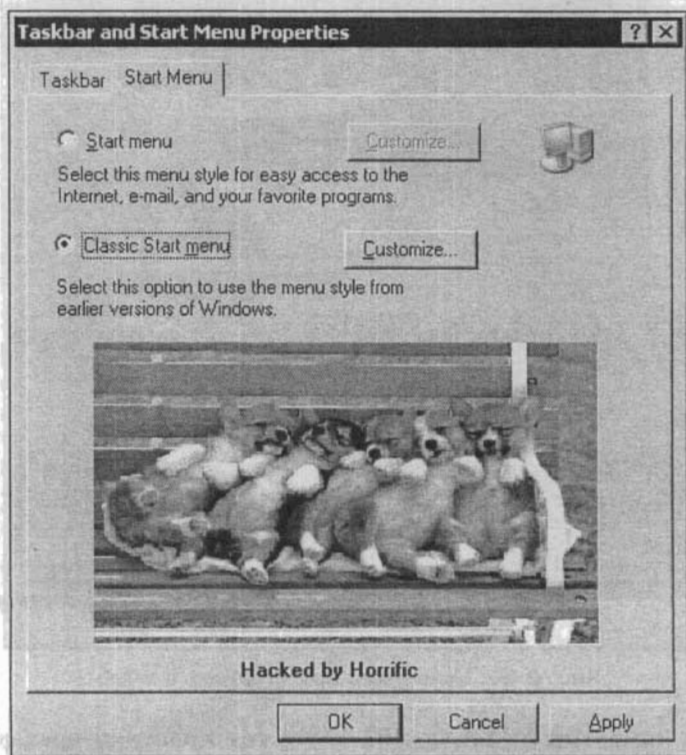 Taskbar and Start Menu Properties
Taskbar
Start Menu
Start menu
Customize...
Select this menu style for easy access to the
Internet, e-mail, and your favorite programs.
Classic Start menu
Customize...
Select this option to use the menu style from
earlier versions of Windows.
Hacked by Horrific
OK
Cancel
Apply